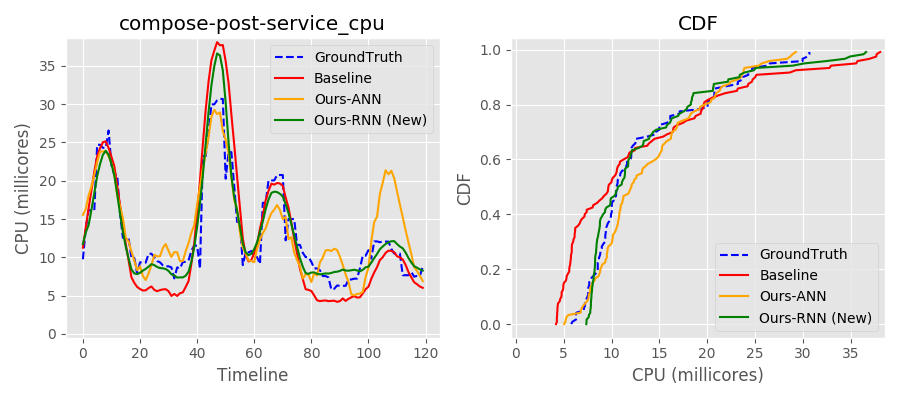 compose-post-service_cpu
CPU (millicores)
35
30
25
20
15
10
5
0
0 20 40 60 80 100 120
Timeline
GroundTruth
Baseline
Ours-ANN
Ours-RNN (New)
CDF
CDF
1.0
0.8
0.6
0.4
0.2
0.0
0 5 10 15 20 25 30 35
CPU (millicores)
GroundTruth
Baseline
Ours-ANN
Ours-RNN (New)